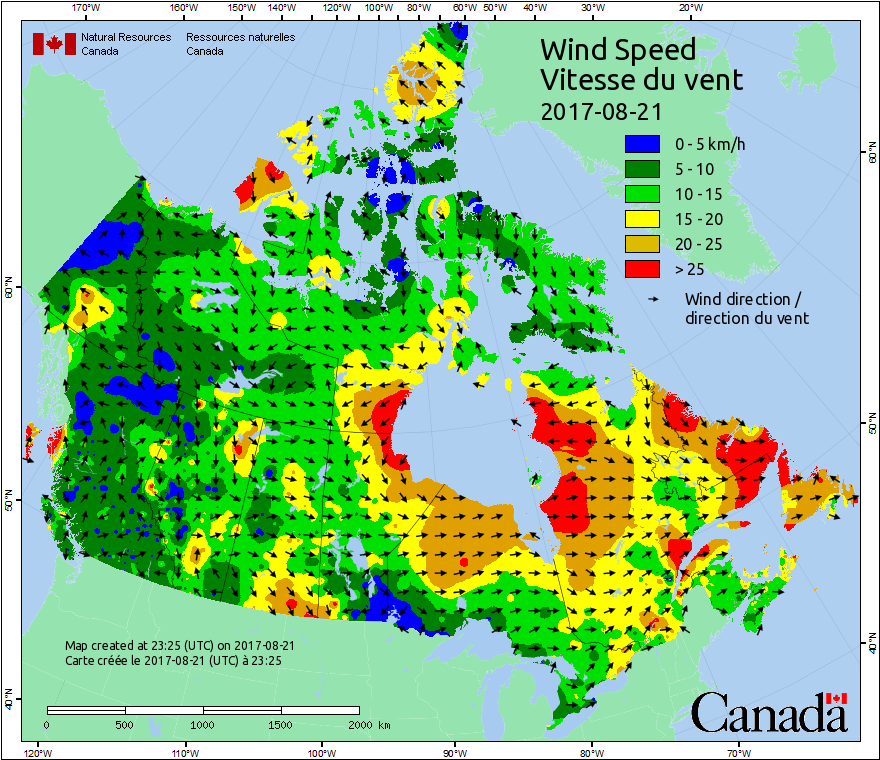 170°W 160°W 150°W 140°W 130°W 120°W 110°W 100°W 90°W 80°W 70°W 60°W 50°W 40°W 30°W 20°W
Natural Resources Ressources naturelles
Canada Canada
Wind Speed
Vitesse du vent
2017-08-21
0 - 5 km/h
5 - 10
10 - 15
15 - 20
20 - 25
> 25
Wind direction /
direction du vent
60°N
60°N
50°N
50°N
40°N
40°N
Map created at 23:25 (UTC) on 2017-08-21
Carte créée le 2017-08-21 (UTC) à 23:25
0 500 1000 1500 2000 km
Canada
120°W 110°W 100°W 90°W 80°W 70°W